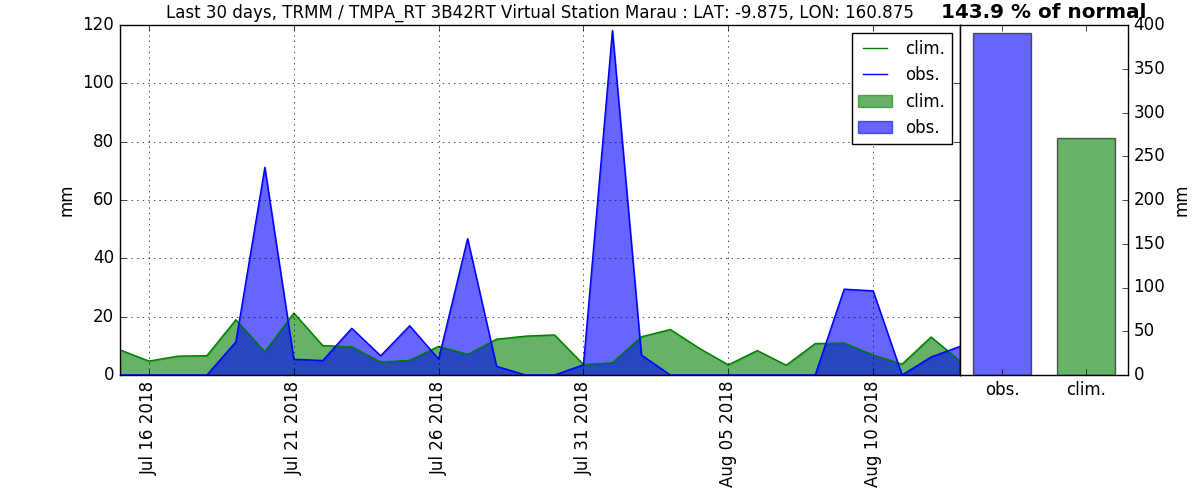 Last 30 days, TRMM / TMPA_RT 3B42RT Virtual Station Marau : LAT: -9.875, LON: 160.875
143.9 % of normal
120
100
80
60
40
20
0
mm
clim.
obs.
clim.
obs.
Jul 16 2018
Jul 21 2018
Jul 26 2018
Jul 31 2018
Aug 05 2018
Aug 10 2018
400
350
300
250
200
150
100
50
0
mm
obs.
clim.